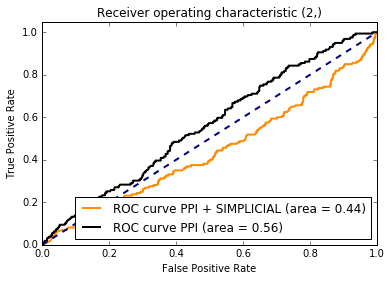 Receiver operating characteristic (2,)
1.0
0.8
0.6
0.4
0.2
0.0
True Positive Rate
ROC curve PPI + SIMPLICIAL (area = 0.44)
ROC curve PPI (area = 0.56)
0.0 0.2 0.4 0.6 0.8 1.0
False Positive Rate